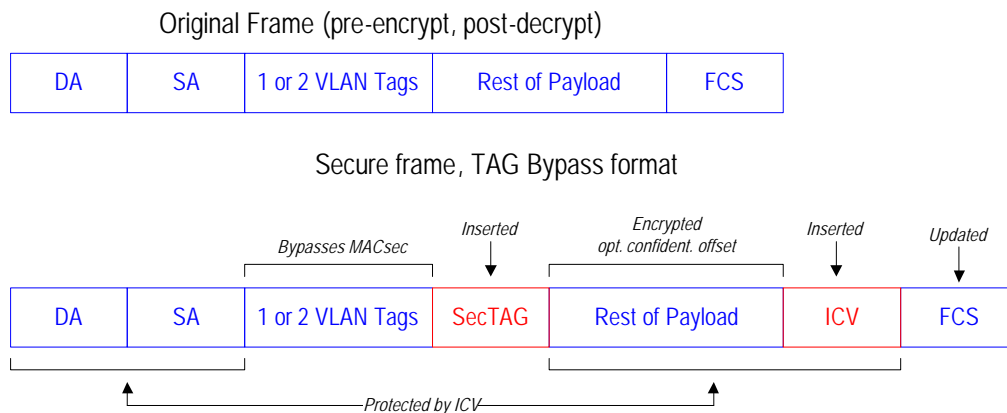 Original Frame (pre-encrypt, post-decrypt)
DA SA 1 or 2 VLAN Tags Rest of Payload FCS
Secure frame, TAG Bypass format
Bypasses MACsec
Inserted
Encrypted
opt. confident. offset
Inserted
Updated
DA SA 1 or 2 VLAN Tags SecTAG Rest of Payload ICV FCS
Protected by ICV